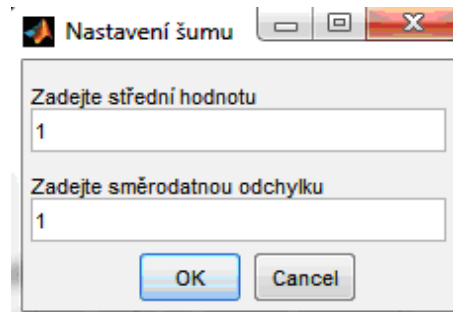 Nastavení šumu
Zadejte střední hodnotu
1
Zadejte směrodatnou odchylku
1
OK Cancel